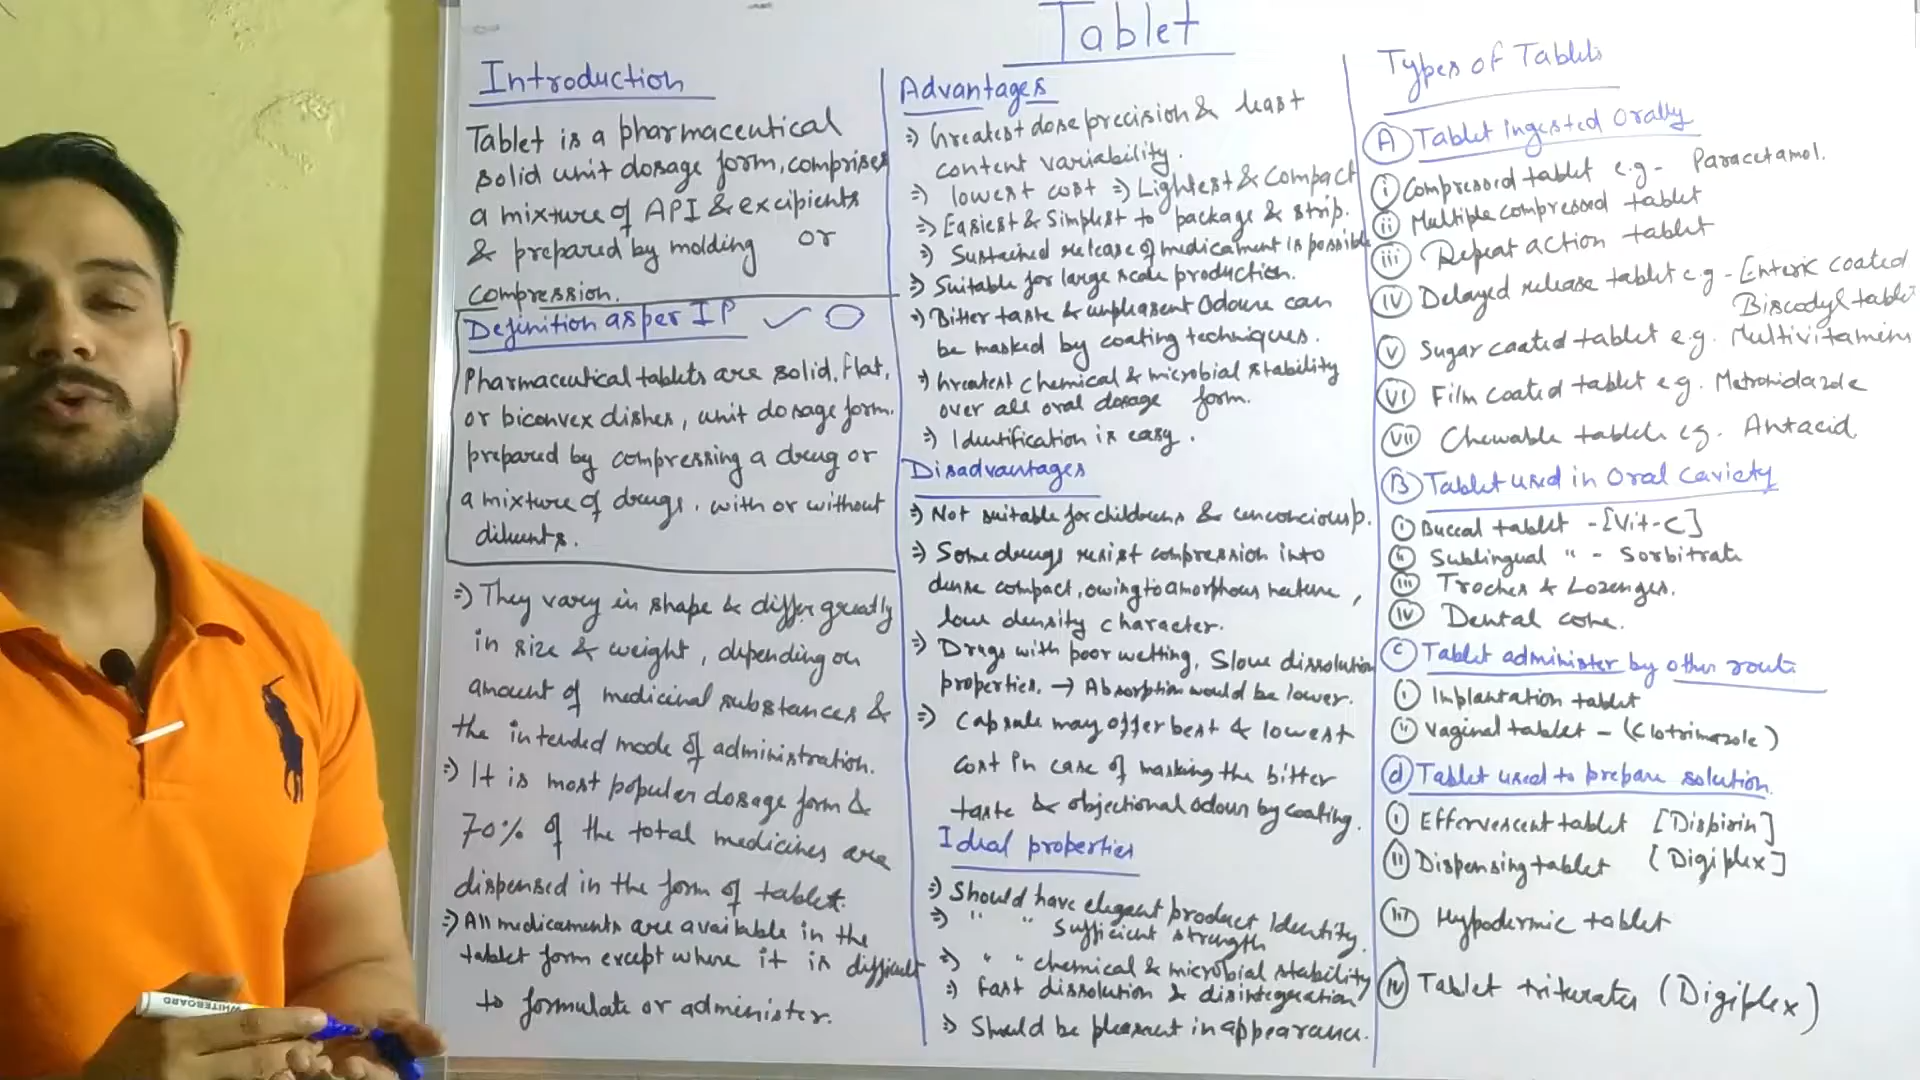 Tablet
Introduction
Tablet is a pharmaceutical
solid unit dosage form, comprises
a mixture of API & excipients
& prepared by molding or
compression.
Definition as per IP
Pharmaceutical tablets are solid, flat,
or biconvex dishes, unit dosage form.
prepared by compressing a drug or
a mixture of drugs. with or without
diluents.
=> They vary in shape & differ greatly
in size & weight, depending on
amount of medicinal substances &
the intended mode of administration.
=> It is most popular dosage form &
70% of the total medicines are
dispensed in the form of tablet.
=> All medicaments are available in the
tablet form except where it is difficult
to formulate or administer.
Advantages
=> Greatest dose precision & least
content variability.
=> lowest cost => Lightest & Compact
=> Easiest & Simplest to package & strip.
=> Sustained release of medicament is possible
=> Suitable for large scale production.
=> Bitter taste & unpleasent Odour can
be masked by coating techniques.
=> Greatest chemical & microbial stability
over all oral dosage form.
=> Identification is easy.
Disadvantages
=> Not suitable for childrens & unconcious p.
=> Some drugs resist compression into
dense compact, owing to amorphous nature,
low density character.
=> Drugs with poor wetting, Slow dissolution
properties. → Absorption would be lower.
=> Capsule may offer best & lowest
cost in case of masking the bitter
taste & objectional odour by coating.
Ideal properties
=> Should have elegant product Identity.
=> " " Sufficient strength
=> " " chemical & microbial stability
=> fast dissolution & disintegration
=> Should be pleasant in appearance.
Types of Tablets
A Tablet ingested Orally
i Compressed tablet e.g- Paracetamol.
ii Multiple compressed tablet
iii Repeat action tablet
iv Delayed release tablet e.g - Enteric coated
Biscodyl tablet
v Sugar coated tablet e.g. Multivitamins
vi Film coated tablet e.g. Metronidazole
vii Chewable tablets eg. Antacid
B Tablet used in Oral Caviety
i Buccal tablet - [Vit-C]
ii Sublingual " - Sorbitrate
iii Troches & Lozenges.
iv Dental cone.
C Tablet administer by other route
i Implantation tablet
ii Vaginal tablet - (Clotrimazole)
d Tablet used to prepare solution
i Effervescent tablet [Dispirin]
ii Dispensing tablet [Digiplex]
iii Hypodermic tablet
iv Tablet triturates (Digiplex)
WHITEBOARD